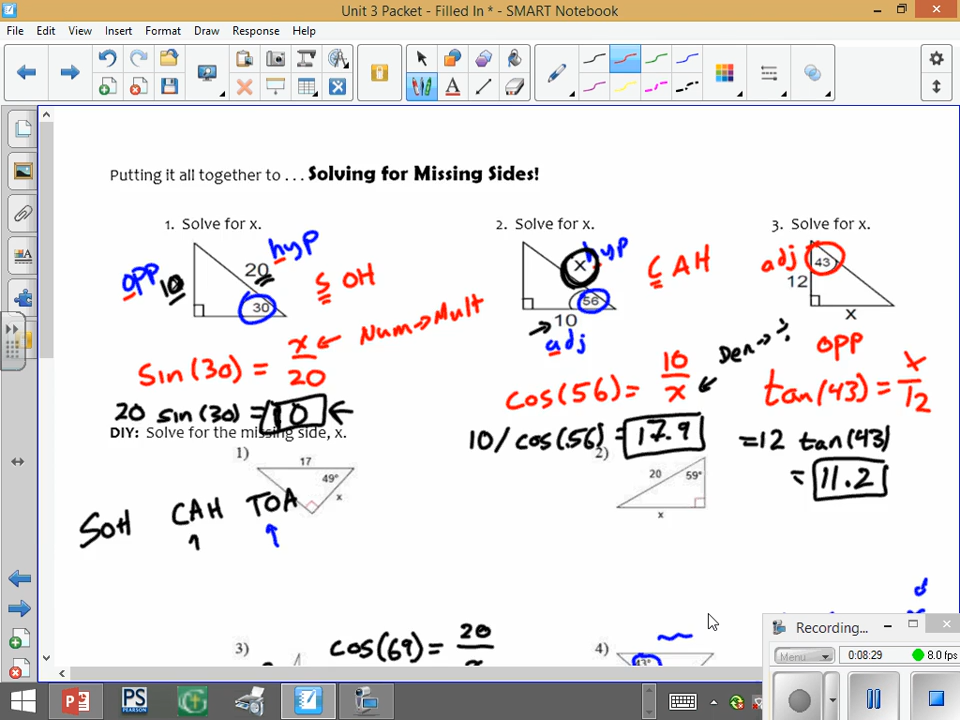 Unit 3 Packet - Filled In * - SMART Notebook
File Edit View Insert Format Draw Response Help
Putting it all together to . . . Solving for Missing Sides!
1. Solve for x.
2. Solve for x.
3. Solve for x.
opp 10 20 hyp
30
S OH
x hyp
56
10
adj
C AH
adj 43
12
x
opp
sin(30) = x/20 ← Num→Mult
20 sin(30) = 10 ←
cos(56) = 10/x Den→÷
10/cos(56) = 17.9
tan(43) = x/12
=12 tan(43)
= 11.2
DIY: Solve for the missing side, x.
1)
17
49°
x
SOH CAH TOA
2)
20 59°
x
3)
cos(69) = 20
4)
43°
Recording...
Menu
0:08:29 8.0 fps
PS
PEARSON